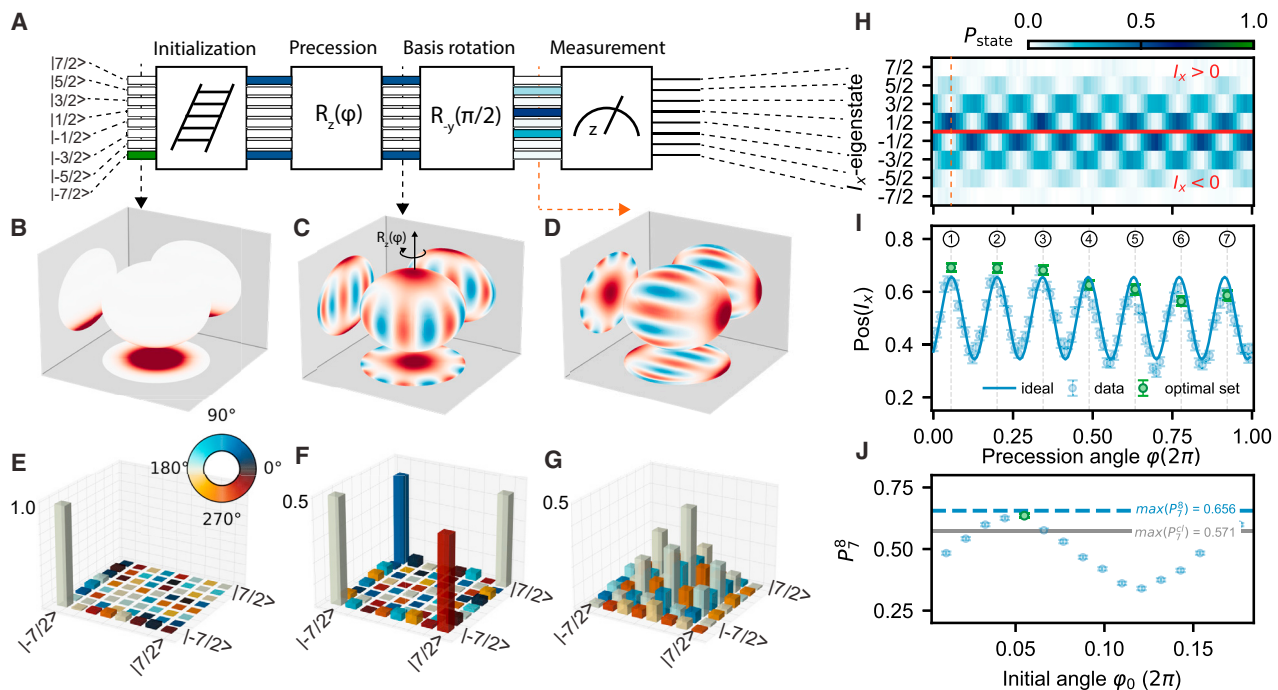 A
Initialization
Precession
Basis rotation
Measurement
|7/2>
|5/2>
|3/2>
|1/2>
|-1/2>
|-3/2>
|-5/2>
|-7/2>
R_z(φ)
R_-y(π/2)
z
B
C
R_z(φ)
D
E
1.0
|-7/2>
|7/2>
|-7/2>
|7/2>
90°
180°
0°
270°
F
0.5
|-7/2>
|7/2>
|-7/2>
|7/2>
G
0.5
|-7/2>
|7/2>
|-7/2>
|7/2>
H
P_state
0.0 0.5 1.0
I_x-eigenstate
7/2
5/2
3/2
1/2
-1/2
-3/2
-5/2
-7/2
I_x > 0
I_x < 0
I
Pos(I_x)
0.8
0.6
0.4
0.2
① ② ③ ④ ⑤ ⑥ ⑦
ideal data optimal set
0.00 0.25 0.50 0.75 1.00
Precession angle φ(2π)
J
P_7^8
0.75
0.50
0.25
max(P_7^8) = 0.656
max(P_7^cl) = 0.571
0.05 0.10 0.15
Initial angle φ_0 (2π)